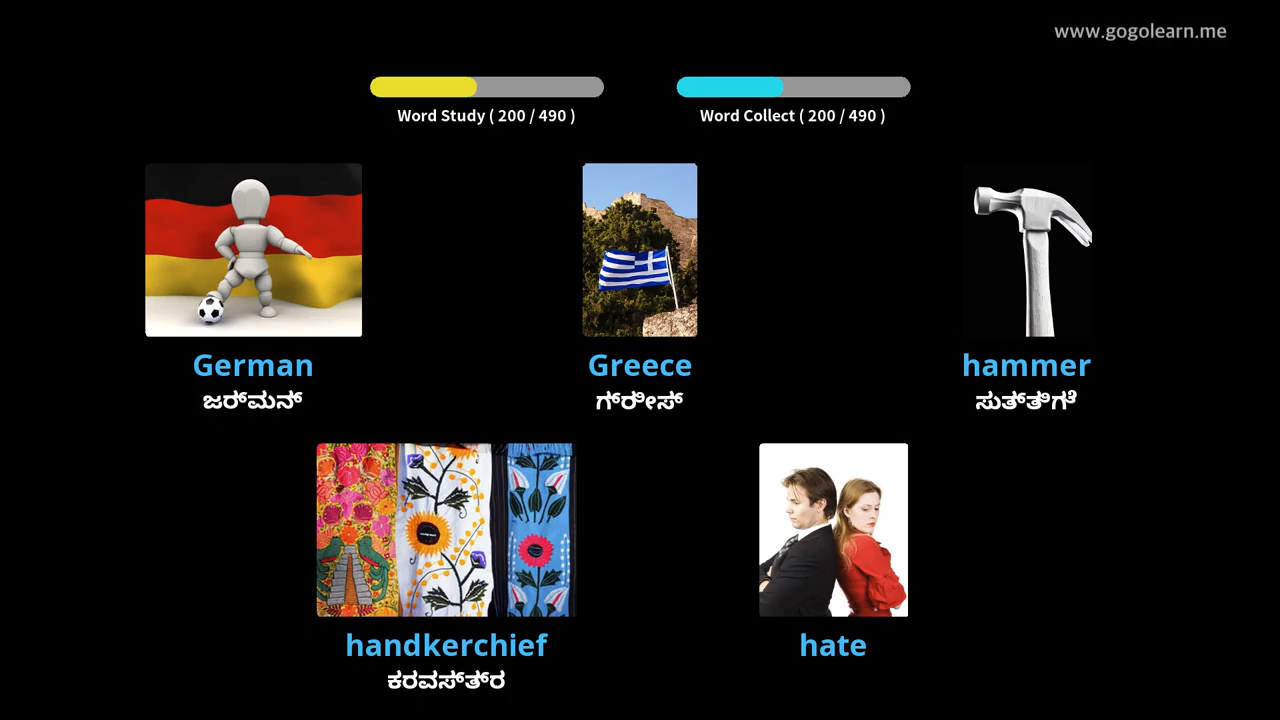 www.gogolearn.me
Word Study ( 200 / 490 )
Word Collect ( 200 / 490 )
German
ಜರ್ಮನ್
Greece
ಗ್ರೀಸ್
hammer
ಸುತ್ತಿಗೆ
handkerchief
ಕರವಸ್ತ್ರ
hate